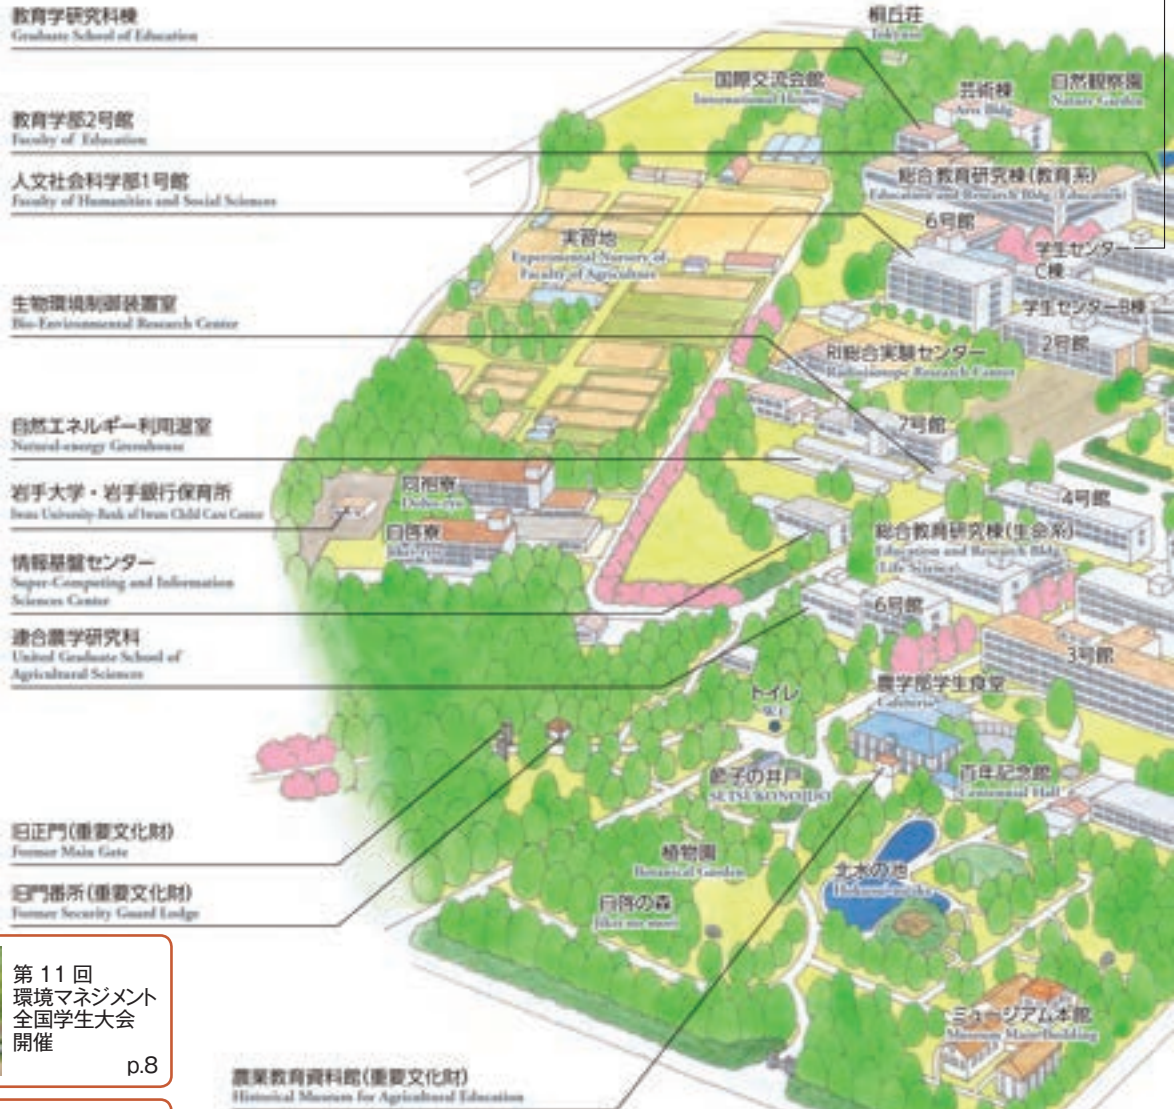 教育学研究科棟
Graduate School of Education
教育学部2号館
Faculty of Education
人文社会科学部1号館
Faculty of Humanities and Social Sciences
生物環境制御装置室
Bio-Environmental Research Center
自然エネルギー利用温室
Natural-energy Greenhouse
岩手大学・岩手銀行保育所
Iwate University-Bank of Iwate Child Care Center
情報基盤センター
Super-Computing and Information
Sciences Center
連合農学研究科
United Graduate School of
Agricultural Sciences
旧正門(重要文化財)
Former Main Gate
旧門番所(重要文化財)
Former Security Guard Lodge
第 11 回
環境マネジメント
全国学生大会
開催
p.8
農業教育資料館(重要文化財)
Historical Museum for Agricultural Education
桐丘荘
国際交流会館
International House
芸術棟
Arts Bldg.
自然観察園
Nature Garden
総合教育研究棟(教育系)
Education and Research Bldg. (Education)
6号館
学生センター
C棟
学生センターB棟
2号館
実習地
Experimental Nursery of
Faculty of Agriculture
RI総合実験センター
Radioisotope Research Center
7号館
4号館
同袍寮
自啓寮
総合教育研究棟(生命系)
Education and Research Bldg.
(Life Science)
6号館
3号館
農学部学生食堂
Cafeteria
トイレ
W.C
節子の井戸
SETSUKONOIDO
百年記念館
Centennial Hall
植物園
Botanical Garden
自啓の森
北水の池
ミュージアム本館
Museum Main Building